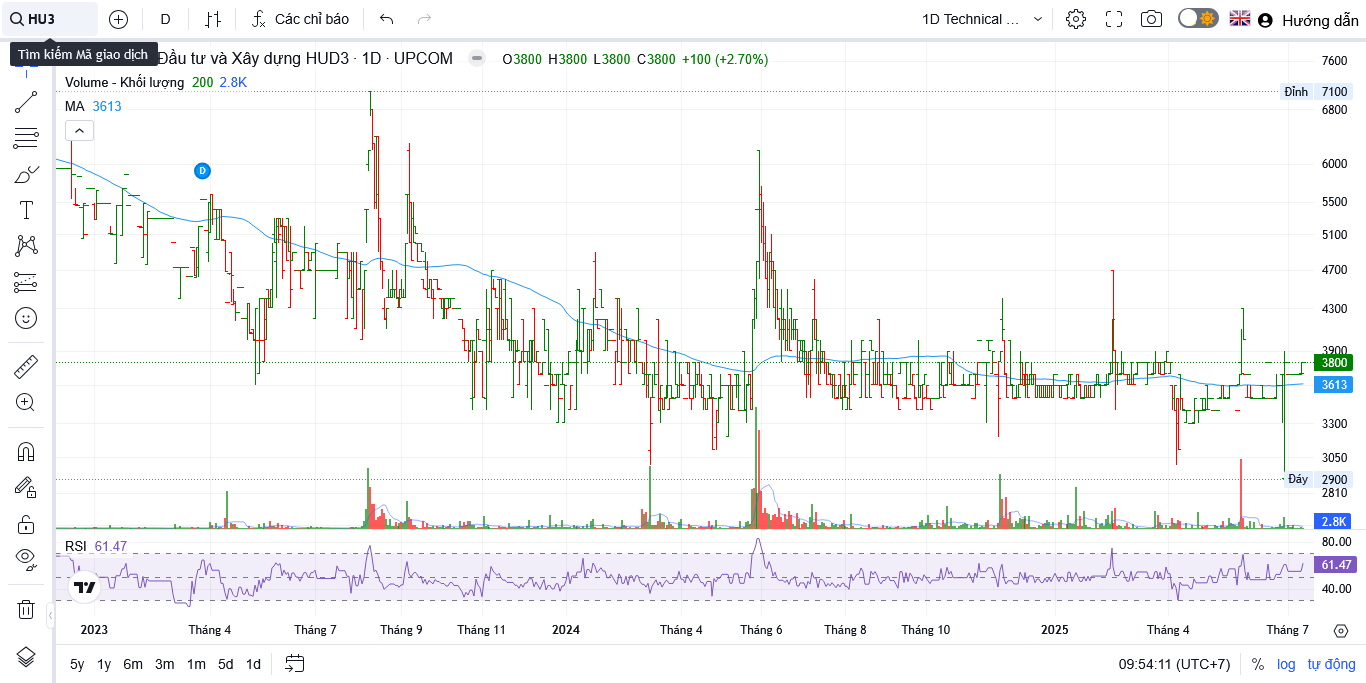 HU3
D
Các chỉ báo
1D Technical ...
Hướng dẫn
Tìm kiếm Mã giao dịch
Đầu tư và Xây dựng HUD3 · 1D · UPCOM
O3800 H3800 L3800 C3800 +100 (+2.70%)
Volume - Khối lượng 200 2.8K
MA 3613
D
7600
Đỉnh 7100
6800
6000
5500
5100
4700
4300
3900
3800
3613
3300
3050
Đáy 2900
2810
2.8K
RSI 61.47
80.00
61.47
40.00
2023 Tháng 4 Tháng 7 Tháng 9 Tháng 11 2024 Tháng 4 Tháng 6 Tháng 8 Tháng 10 2025 Tháng 4 Tháng 7
5y 1y 6m 3m 1m 5d 1d
09:54:11 (UTC+7) % log tự động